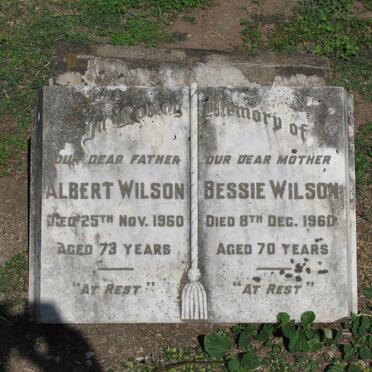 In Loving Memory of
OUR DEAR FATHER
ALBERT WILSON
DIED 25TH NOV. 1960
AGED 73 YEARS
"AT REST"
OUR DEAR MOTHER
BESSIE WILSON
DIED 8TH DEC. 1960
AGED 70 YEARS
"AT REST"